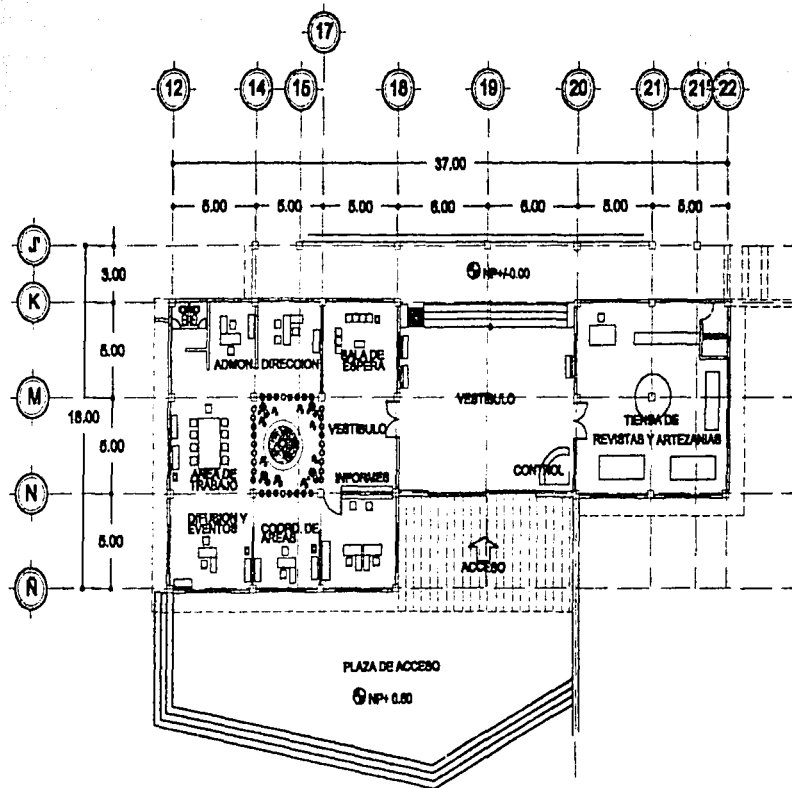 17
12 14 15 18 19 20 21 21' 22
37.00
5.00 5.00 5.00 6.00 6.00 5.00 5.00
J'
3.00
NP+/-0.00
K
5.00
ADMON. DIRECCION
SALA DE
ESPERA
M
18.00
VESTIBULO
TIENDA DE
REVISTAS Y ARTEZANIAS
5.00
VESTIBULO
AREA DE
TRABAJO
INFORMES
CONTROL
N
DIFUSION Y
EVENTOS
COORD. DE
AREAS
5.00
ACCESO
Ñ
PLAZA DE ACCESO
NP+